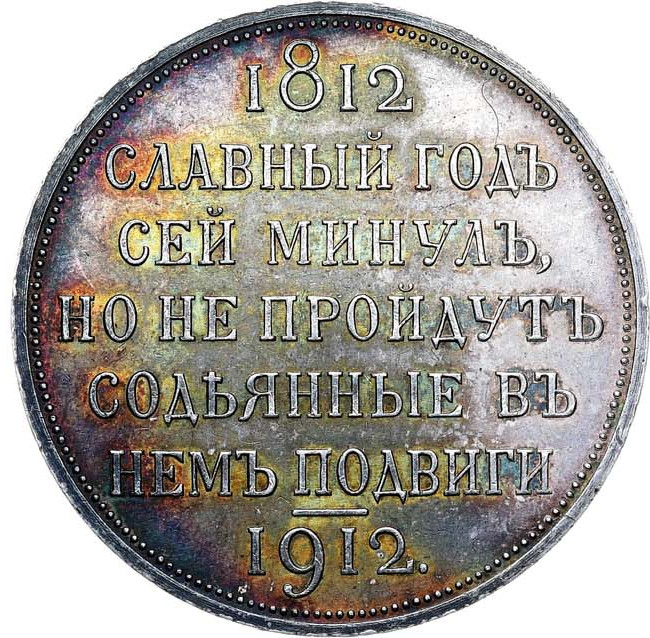 1812
СЛАВНЫЙ ГОДЪ
СЕЙ МИНУЛЪ,
НО НЕ ПРОЙДУТЪ
СОДѢЯННЫЕ ВЪ
НЕМЪ ПОДВИГИ
1912.